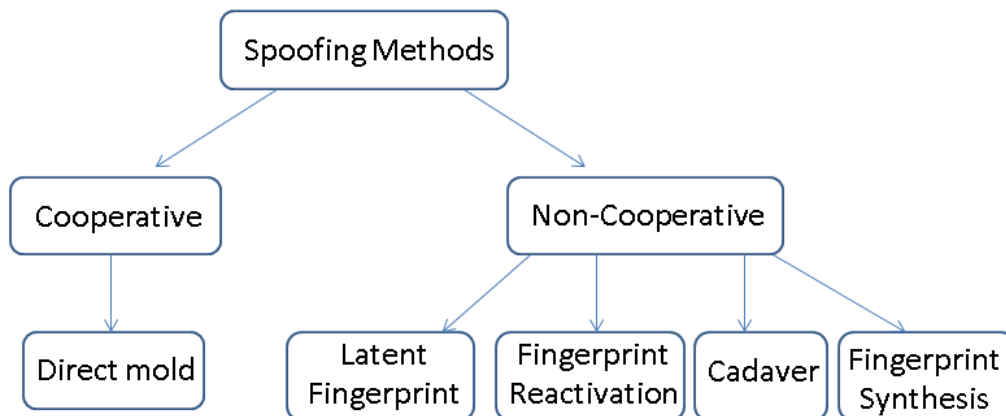 Spoofing Methods
Cooperative
Non-Cooperative
Direct mold
Latent
Fingerprint
Fingerprint
Reactivation
Cadaver
Fingerprint
Synthesis